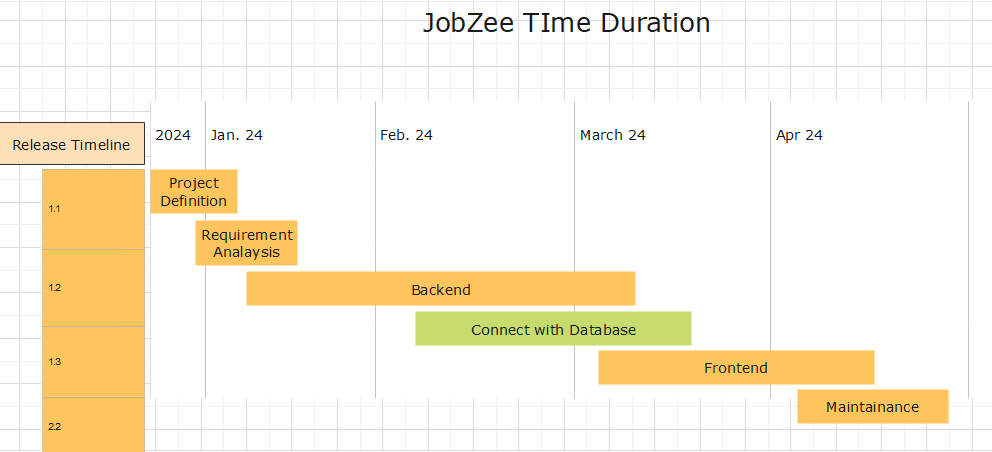 JobZee TIme Duration
2024
Jan. 24
Feb. 24
March 24
Apr 24
Release Timeline
Project
Definition
1.1
Requirement
Analaysis
1.2
Backend
Connect with Database
1.3
Frontend
Maintainance
2.2